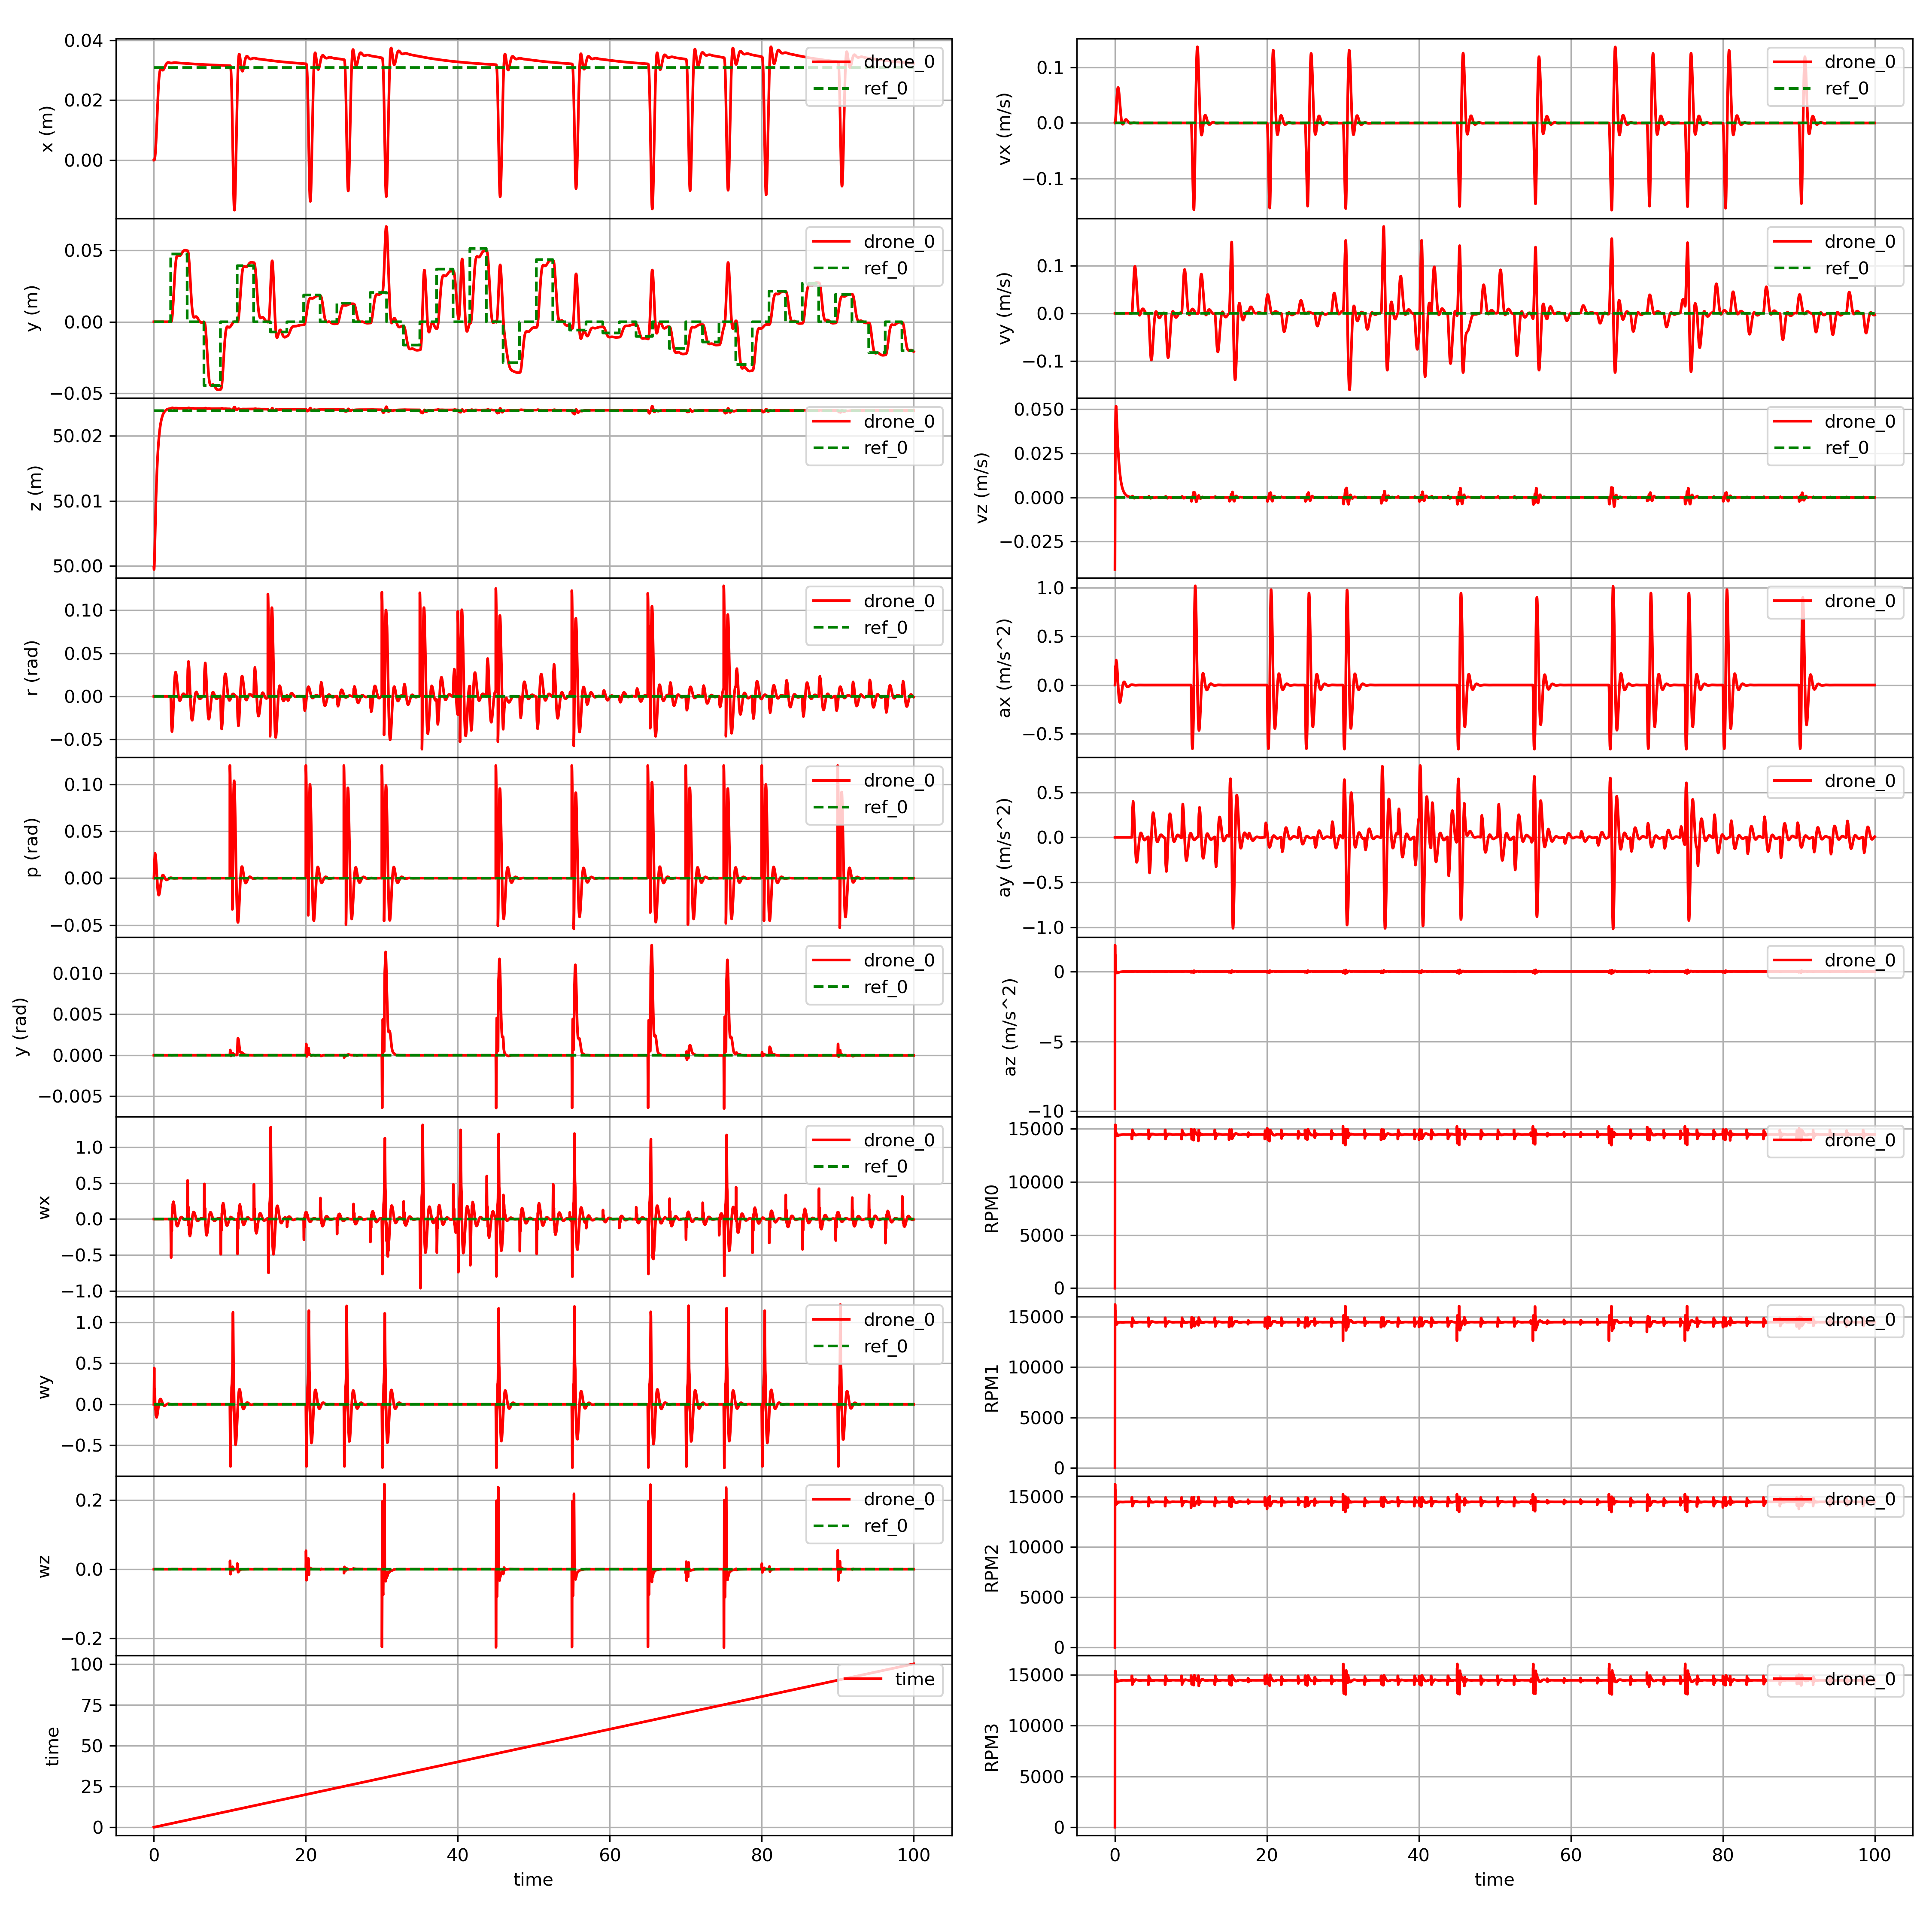 0.04
0.02
0.00
x (m)
drone_0
ref_0
0.05
0.00
−0.05
y (m)
drone_0
ref_0
50.02
50.01
50.00
z (m)
drone_0
ref_0
0.10
0.05
0.00
−0.05
r (rad)
drone_0
ref_0
0.10
0.05
0.00
−0.05
p (rad)
drone_0
ref_0
0.010
0.005
0.000
−0.005
y (rad)
drone_0
ref_0
1.0
0.5
0.0
−0.5
−1.0
wx
drone_0
ref_0
1.0
0.5
0.0
−0.5
wy
drone_0
ref_0
0.2
0.0
−0.2
wz
drone_0
ref_0
100
75
50
25
0
time
time
0 20 40 60 80 100
time
0.1
0.0
−0.1
vx (m/s)
drone_0
ref_0
0.1
0.0
−0.1
vy (m/s)
drone_0
ref_0
0.050
0.025
0.000
−0.025
vz (m/s)
drone_0
ref_0
1.0
0.5
0.0
−0.5
ax (m/s^2)
drone_0
0.5
0.0
−0.5
−1.0
ay (m/s^2)
drone_0
0
−5
−10
az (m/s^2)
drone_0
15000
10000
5000
0
RPM0
drone_0
15000
10000
5000
0
RPM1
drone_0
15000
10000
5000
0
RPM2
drone_0
15000
10000
5000
0
RPM3
drone_0
0 20 40 60 80 100
time